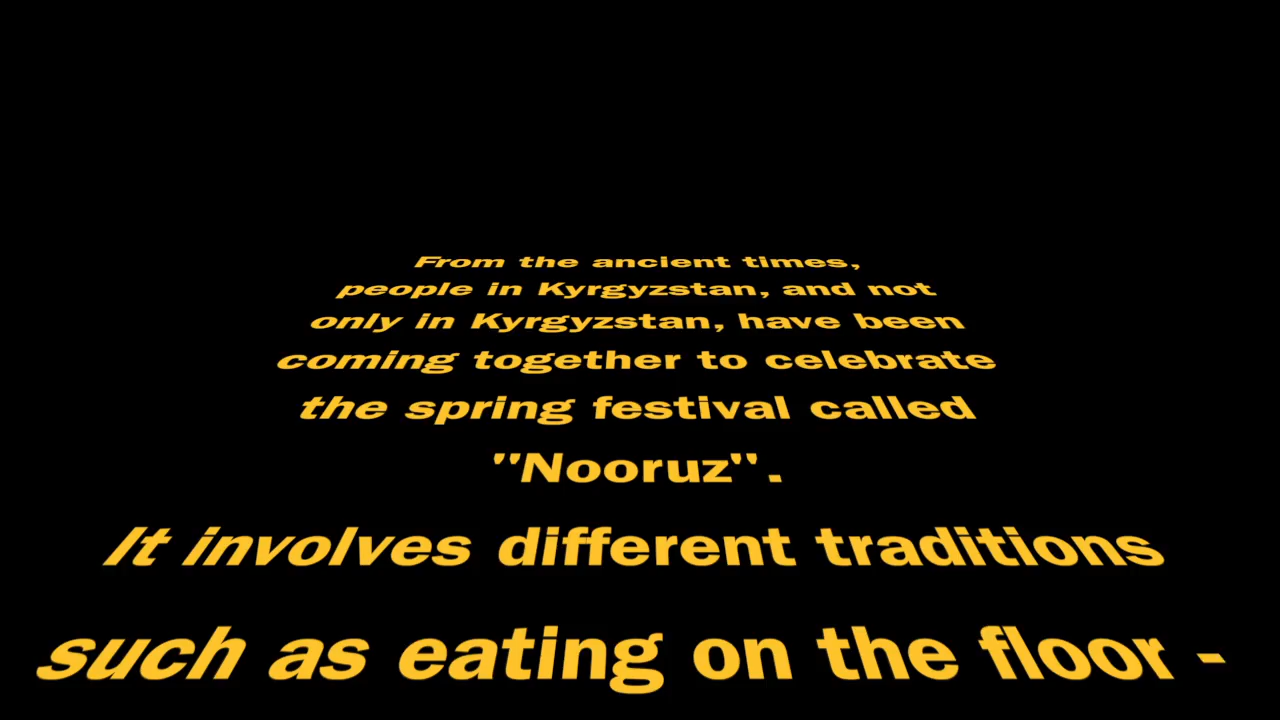 From the ancient times,
people in Kyrgyzstan, and not
only in Kyrgyzstan, have been
coming together to celebrate
the spring festival called
"Nooruz".
It involves different traditions
such as eating on the floor -